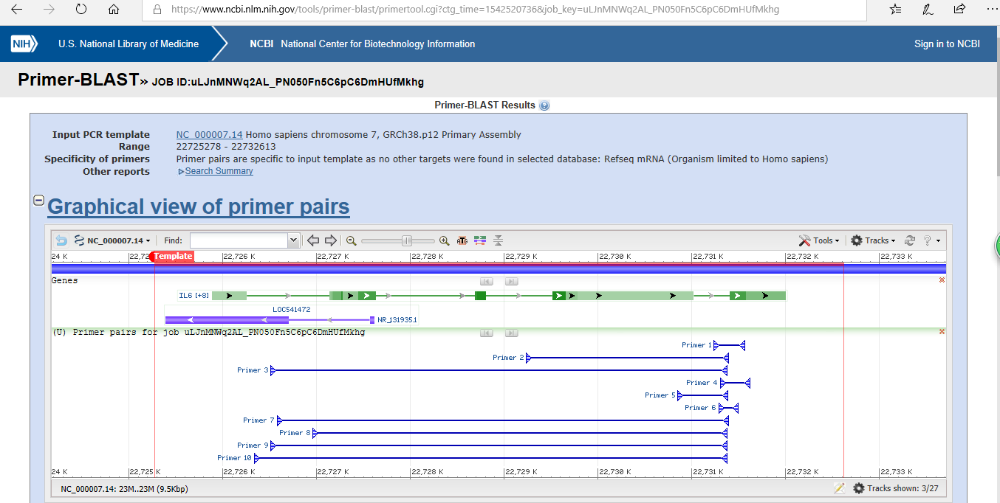 https://www.ncbi.nlm.nih.gov/tools/primer-blast/primertool.cgi?ctg_time=1542520736&job_key=uLJnMNWq2AL_PN050Fn5C6pC6DmHUfMkhg
NIH U.S. National Library of Medicine NCBI National Center for Biotechnology Information Sign in to NCBI
Primer-BLAST» JOB ID:uLJnMNWq2AL_PN050Fn5C6pC6DmHUfMkhg
Primer-BLAST Results ?
Input PCR template NC_000007.14 Homo sapiens chromosome 7, GRCh38.p12 Primary Assembly
Range 22725278 - 22732613
Specificity of primers Primer pairs are specific to input template as no other targets were found in selected database: Refseq mRNA (Organism limited to Homo sapiens)
Other reports Search Summary
Graphical view of primer pairs
NC_000007.14 Find: ATG Tools Tracks ?
24 K 22,72 Template 22,726 K 22,727 K 22,728 K 22,729 K 22,730 K 22,731 K 22,732 K 22,733 K
Genes
IL6 [+8]
LOC541472
NR_131935.1
(U) Primer pairs for job uLJnMNWq2AL_PN050Fn5C6pC6DmHUfMkhg
Primer 1
Primer 2
Primer 3
Primer 4
Primer 5
Primer 6
Primer 7
Primer 8
Primer 9
Primer 10
24 K 22,725 K 22,726 K 22,727 K 22,728 K 22,729 K 22,730 K 22,731 K 22,732 K 22,733 K
NC_000007.14: 23M..23M (9.5Kbp) Tracks shown: 3/27